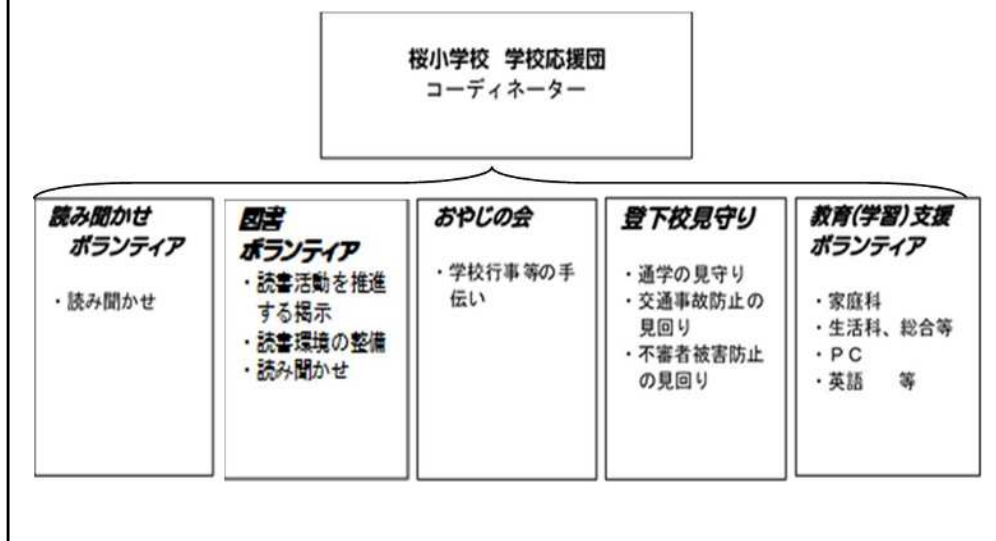 桜小学校 学校応援団
コーディネーター
読み聞かせ
ボランティア
・読み聞かせ
図書
ボランティア
・読書活動を推進
する掲示
・読書環境の整備
・読み聞かせ
おやじの会
・学校行事等の手
伝い
登下校見守り
・通学の見守り
・交通事故防止の
見回り
・不審者被害防止
の見回り
教育(学習)支援
ボランティア
・家庭科
・生活科、総合等
・ＰＣ
・英語　等